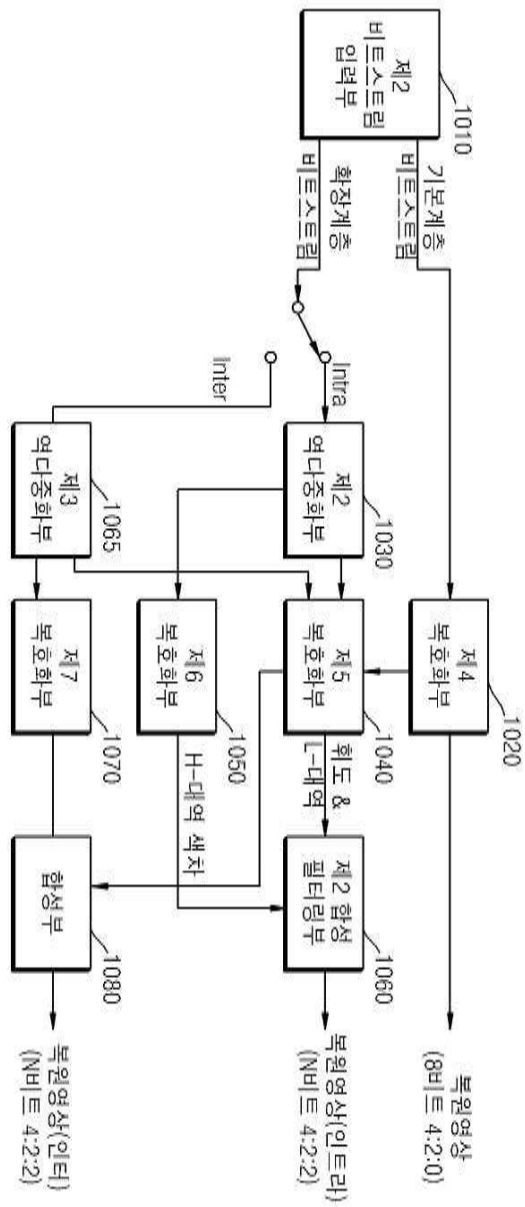 제2
비트스트림
입력부
1010
기본계층
비트스트림
확장계층
비트스트림
Intra
Inter
제4
복호화부
1020
복원영상
(8비트 4:2:0)
제2
역다중화부
1030
제5
복호화부
1040
휘도 &
L-대역
제2 합성
필터링부
1060
복원영상(인트라)
(N비트 4:2:2)
제6
복호화부
1050
H-대역 색차
제3
역다중화부
1065
제7
복호화부
1070
합성부
1080
복원영상(인터)
(N비트 4:2:2)